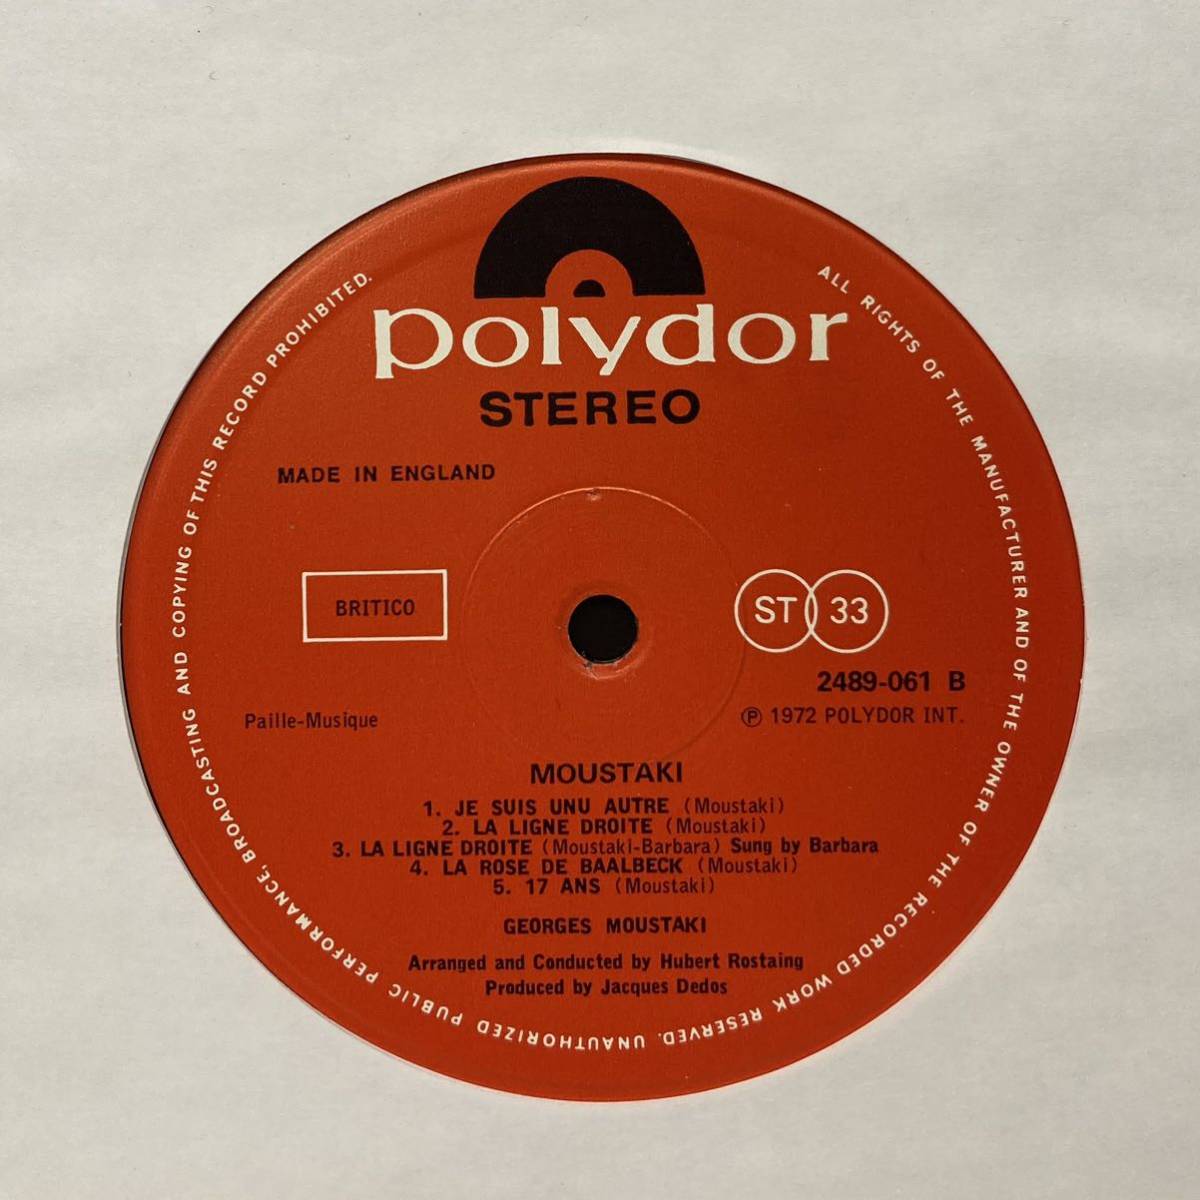 polydor
STEREO
MADE IN ENGLAND
BRITICO
ST 33
2489-061 B
Paille-Musique
℗ 1972 POLYDOR INT.
MOUSTAKI
1. JE SUIS UNU AUTRE (Moustaki)
2. LA LIGNE DROITE (Moustaki)
3. LA LIGNE DROITE (Moustaki-Barbara) Sung by Barbara
4. LA ROSE DE BAALBECK (Moustaki)
5. 17 ANS (Moustaki)
GEORGES MOUSTAKI
Arranged and Conducted by Hubert Rostaing
Produced by Jacques Dedos
ALL RIGHTS OF THE MANUFACTURER AND OF THE OWNER OF THE RECORDED WORK RESERVED. UNAUTHORIZED PUBLIC PERFORMANCE, BROADCASTING AND COPYING OF THIS RECORD PROHIBITED.